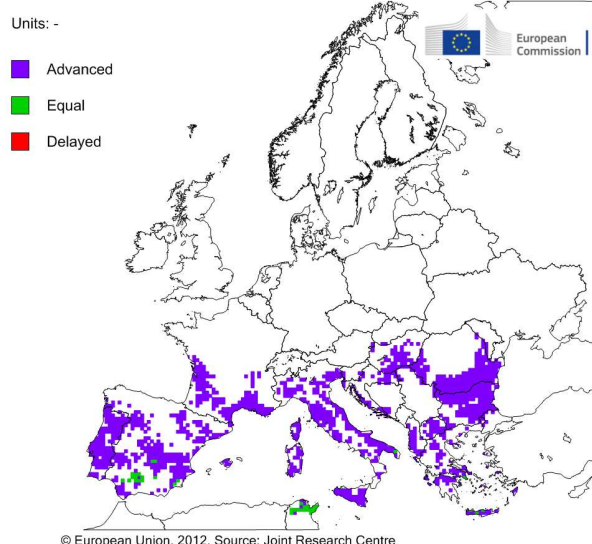 Units: -
European
Commission
Advanced
Equal
Delayed
© European Union, 2012. Source: Joint Research Centre